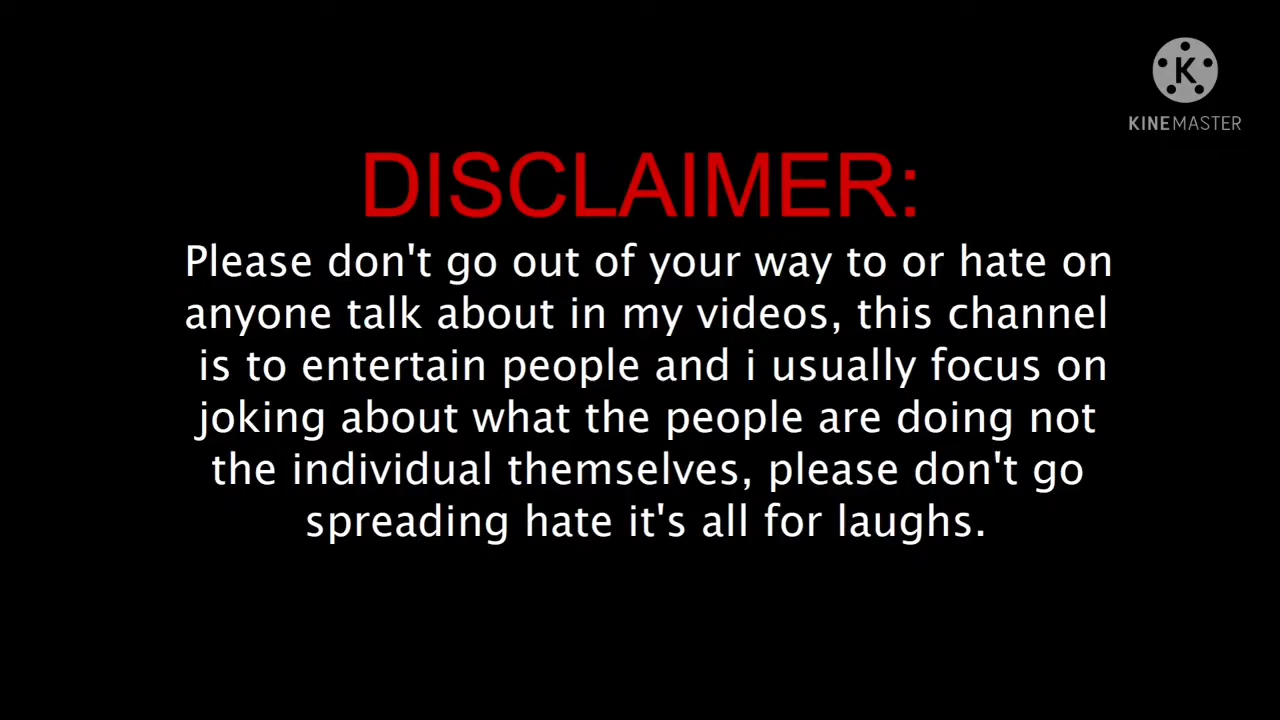 K
KINEMASTER
DISCLAIMER:
Please don't go out of your way to or hate on
anyone talk about in my videos, this channel
is to entertain people and i usually focus on
joking about what the people are doing not
the individual themselves, please don't go
spreading hate it's all for laughs.